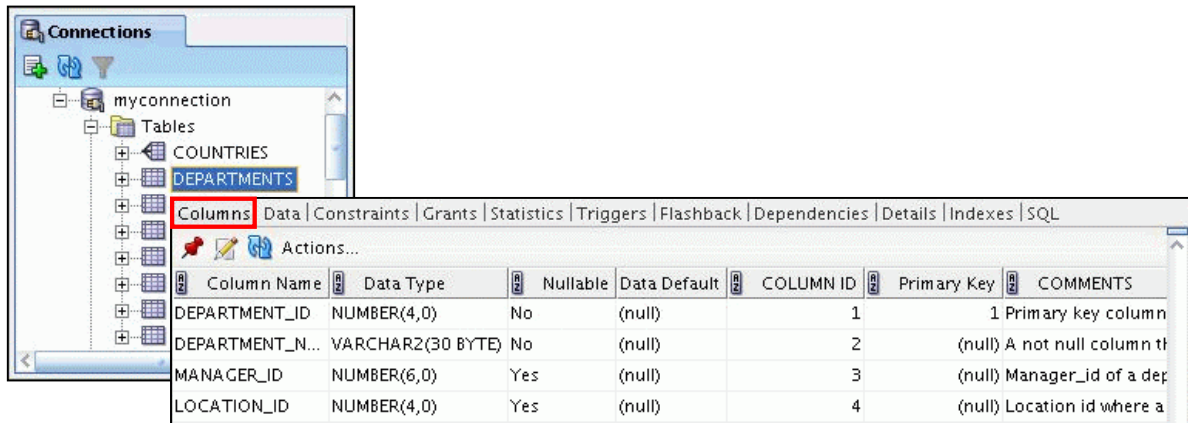 Connections
myconnection
Tables
COUNTRIES
DEPARTMENTS
Columns Data | Constraints | Grants | Statistics | Triggers | Flashback | Dependencies | Details | Indexes | SQL
Actions...
Column Name Data Type Nullable Data Default COLUMN ID Primary Key COMMENTS
DEPARTMENT_ID NUMBER(4,0) No (null) 1 1 Primary key column
DEPARTMENT_N... VARCHAR2(30 BYTE) No (null) 2 (null) A not null column th
MANAGER_ID NUMBER(6,0) Yes (null) 3 (null) Manager_id of a dep
LOCATION_ID NUMBER(4,0) Yes (null) 4 (null) Location id where a